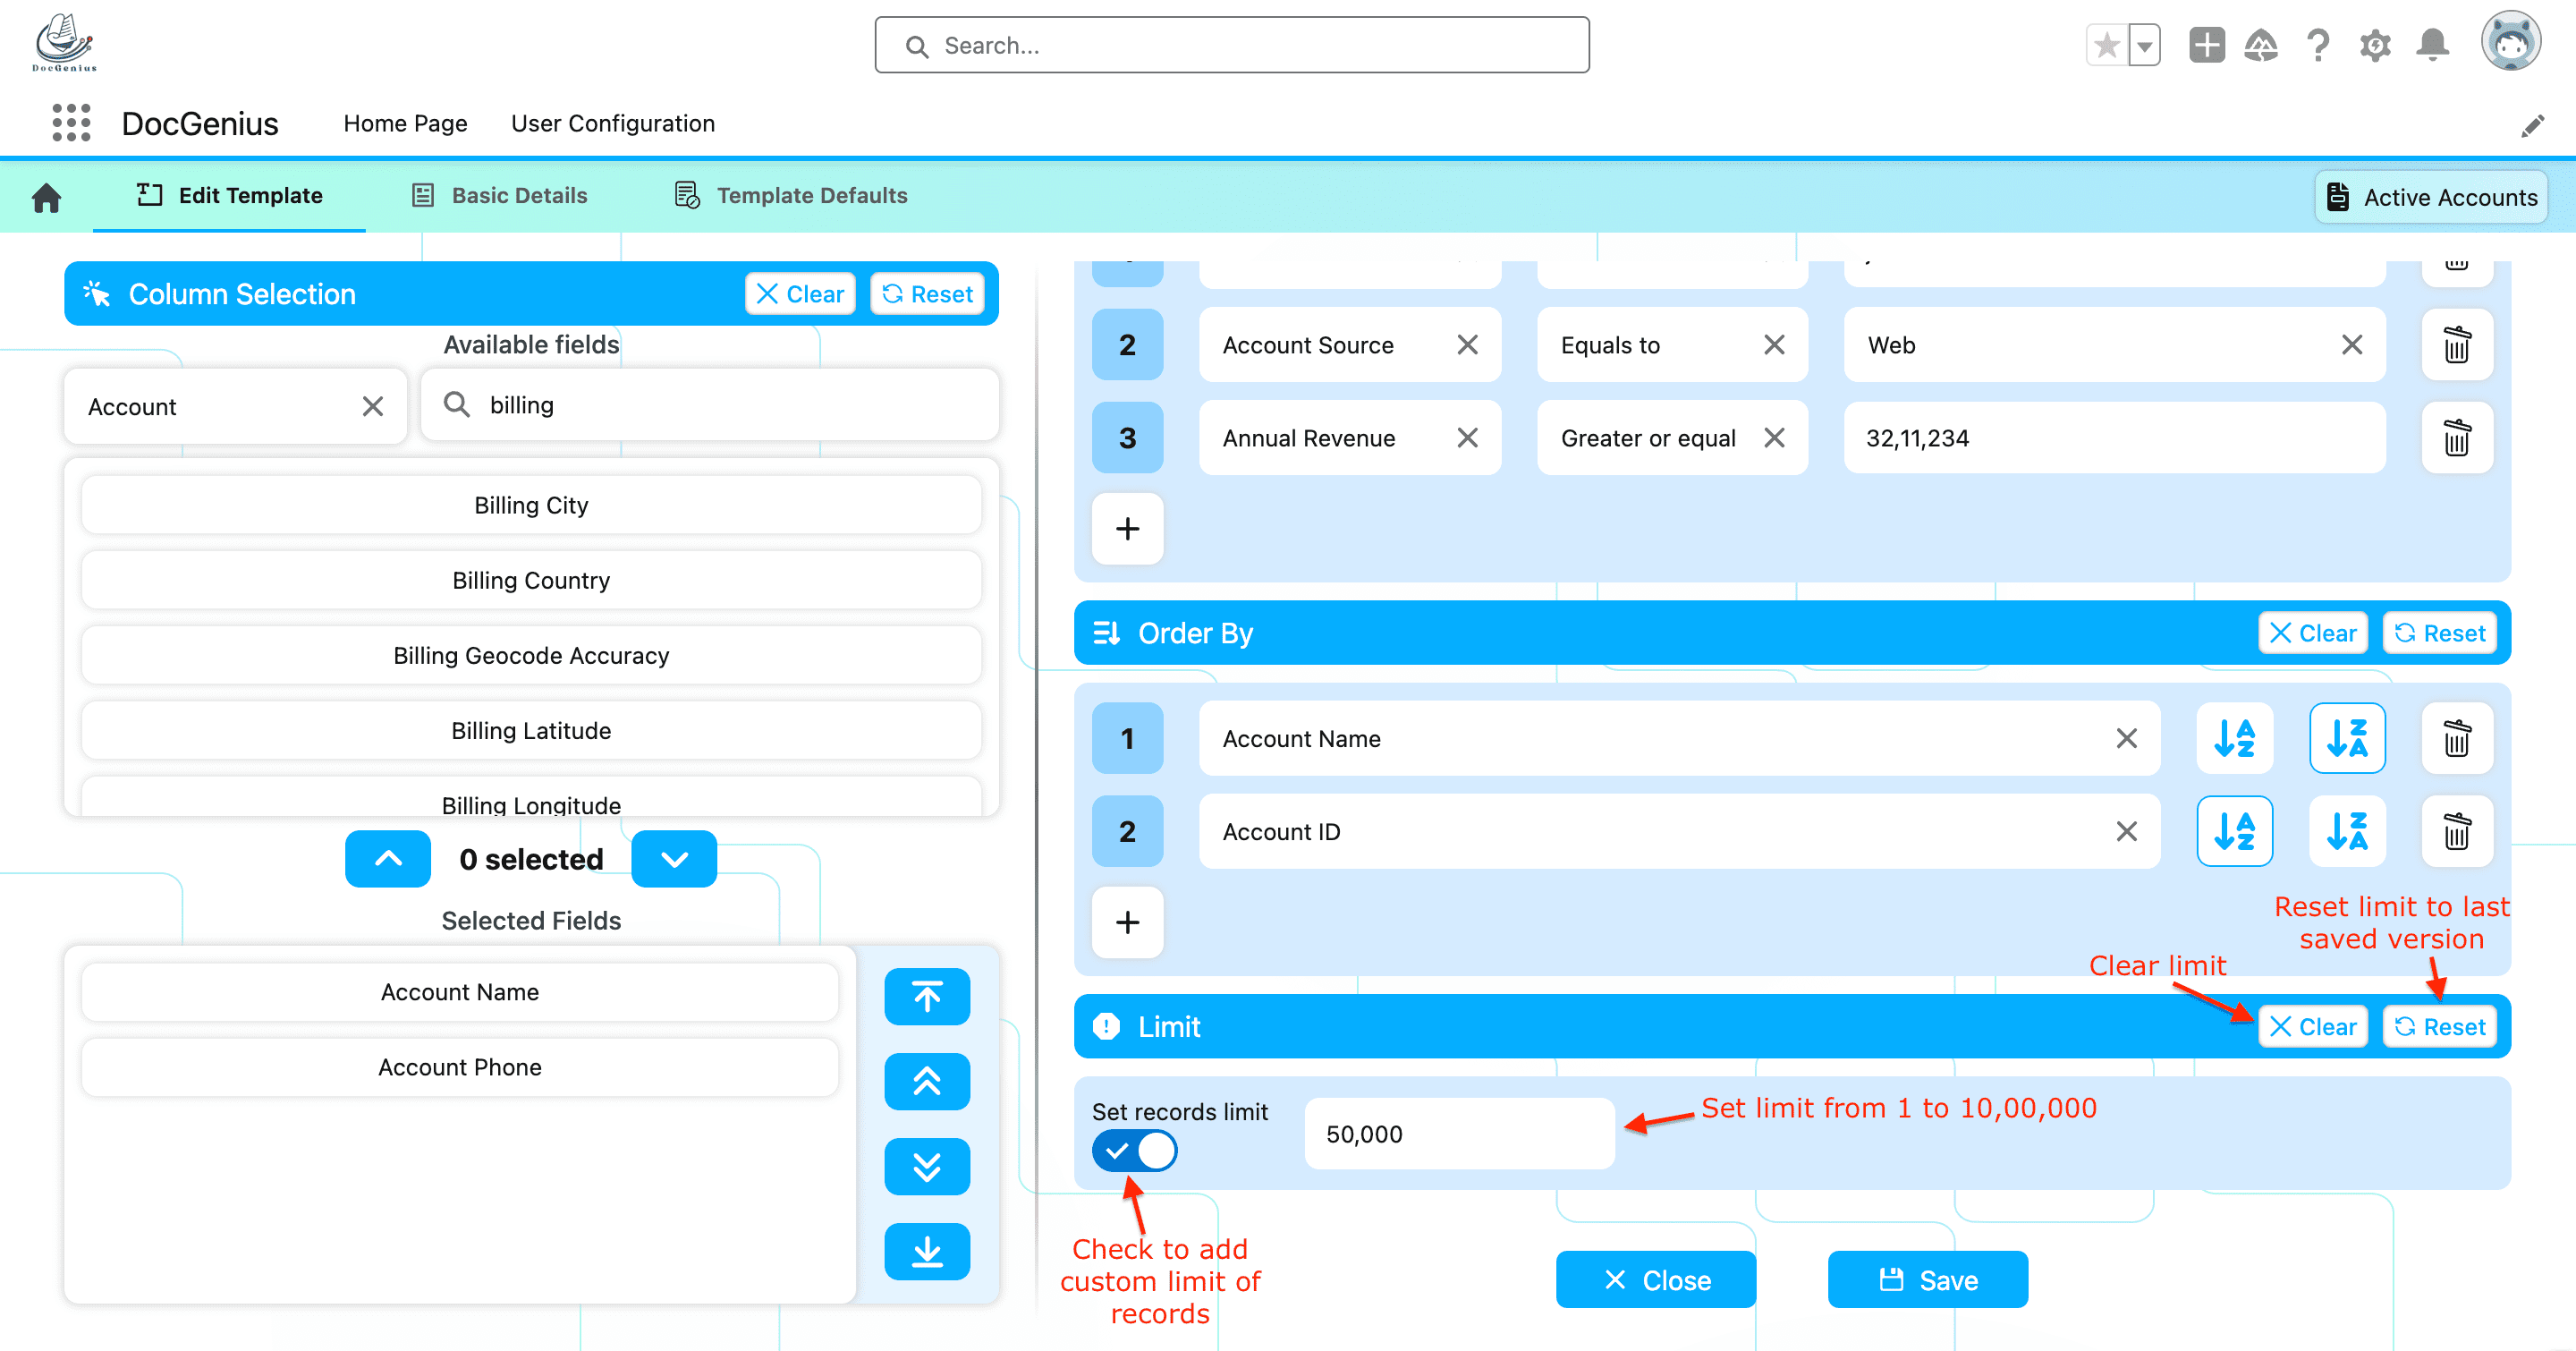 DocGenius
Search...
DocGenius
Home Page
User Configuration
Edit Template
Basic Details
Template Defaults
Active Accounts
Column Selection
Clear
Reset
Available fields
Account
billing
Billing City
Billing Country
Billing Geocode Accuracy
Billing Latitude
Billing Longitude
0 selected
Selected Fields
Account Name
Account Phone
2
Account Source
Equals to
Web
3
Annual Revenue
Greater or equal
32,11,234
Order By
Clear
Reset
1
Account Name
2
Account ID
Reset limit to last
saved version
Clear limit
Limit
Clear
Reset
Set records limit
50,000
Set limit from 1 to 10,00,000
Check to add
custom limit of
records
Close
Save